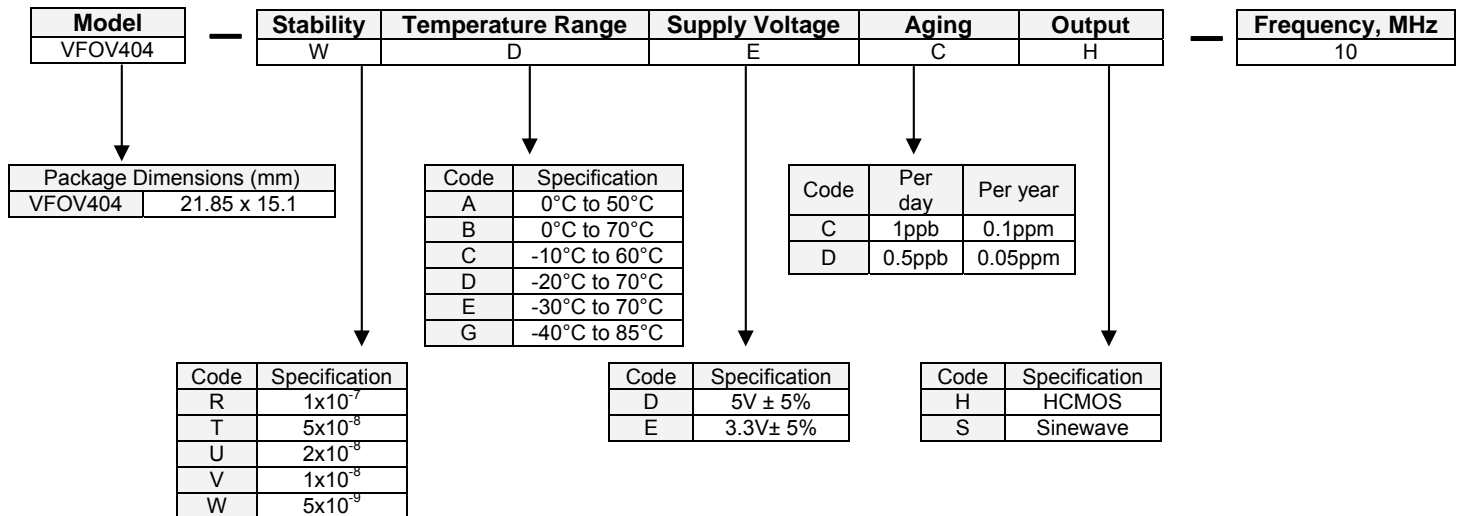 Model — Stability Temperature Range Supply Voltage Aging Output — Frequency, MHz
VFOV404 W D E C H 10
Package Dimensions (mm)
VFOV404 21.85 x 15.1
Code Specification
A 0°C to 50°C
B 0°C to 70°C
C -10°C to 60°C
D -20°C to 70°C
E -30°C to 70°C
G -40°C to 85°C
Code Per day Per year
C 1ppb 0.1ppm
D 0.5ppb 0.05ppm
Code Specification
R 1x10⁻⁷
T 5x10⁻⁸
U 2x10⁻⁸
V 1x10⁻⁸
W 5x10⁻⁹
Code Specification
D 5V ± 5%
E 3.3V± 5%
Code Specification
H HCMOS
S Sinewave